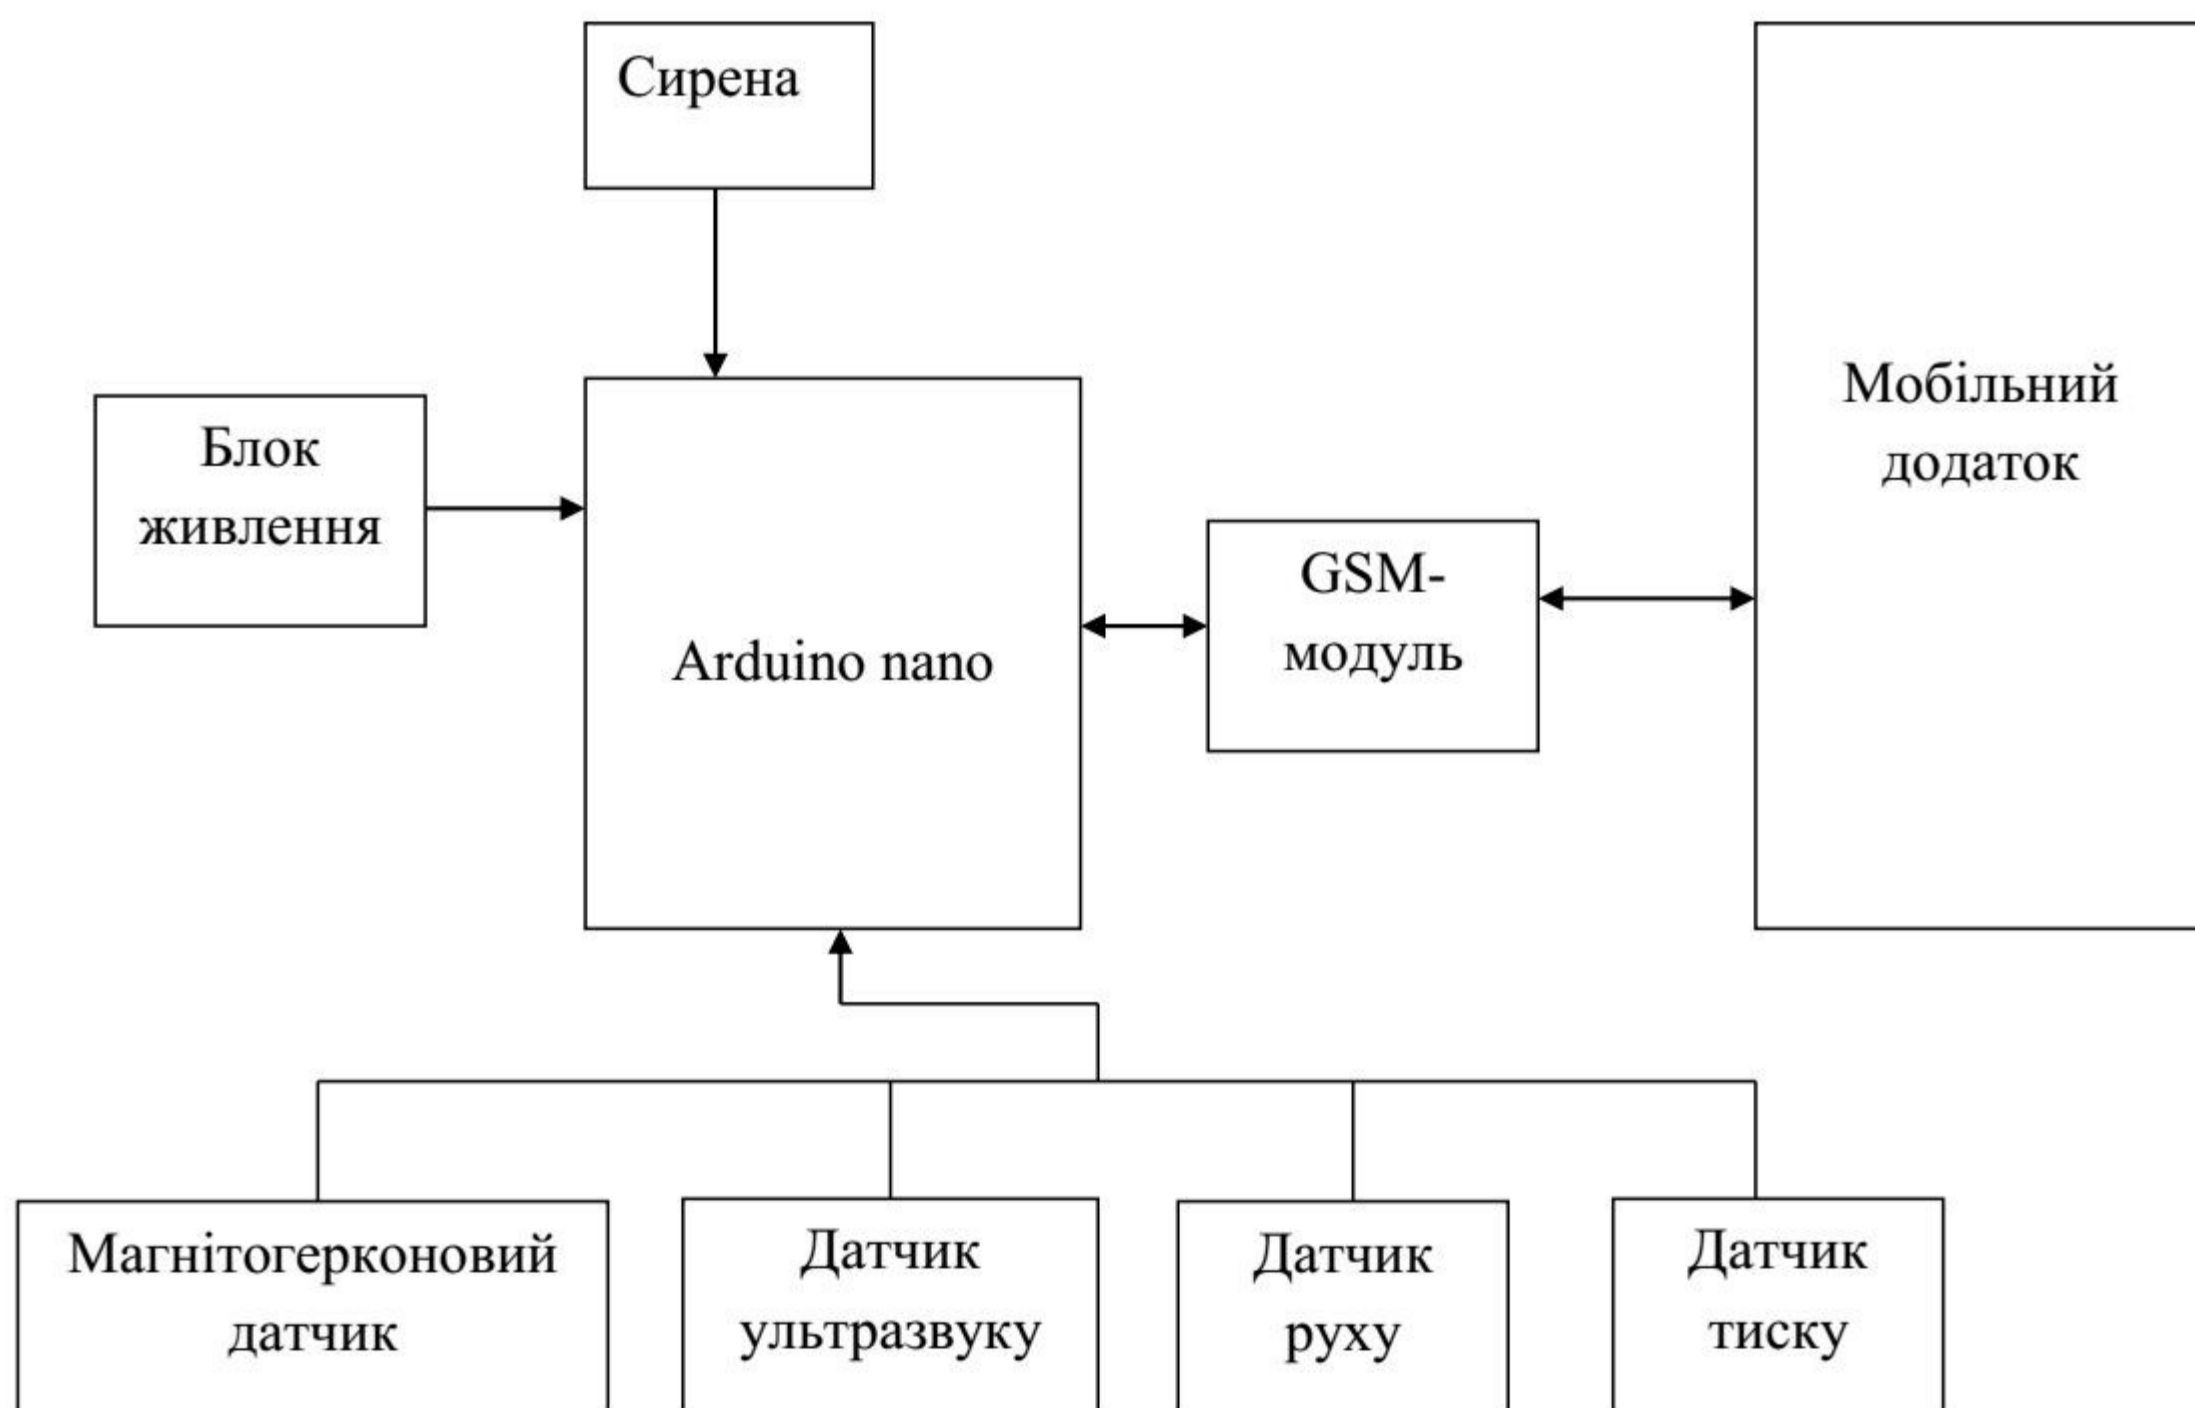 Сирена
Блок
живлення
Arduino nano
GSM-
модуль
Мобільний
додаток
Магнітогерконовий
датчик
Датчик
ультразвуку
Датчик
руху
Датчик
тиску